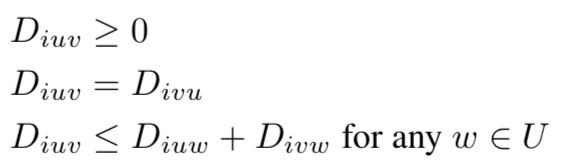 D_{iuv} ≥ 0
D_{iuv} = D_{ivu}
D_{iuv} ≤ D_{iuw} + D_{ivw} for any w ∈ U